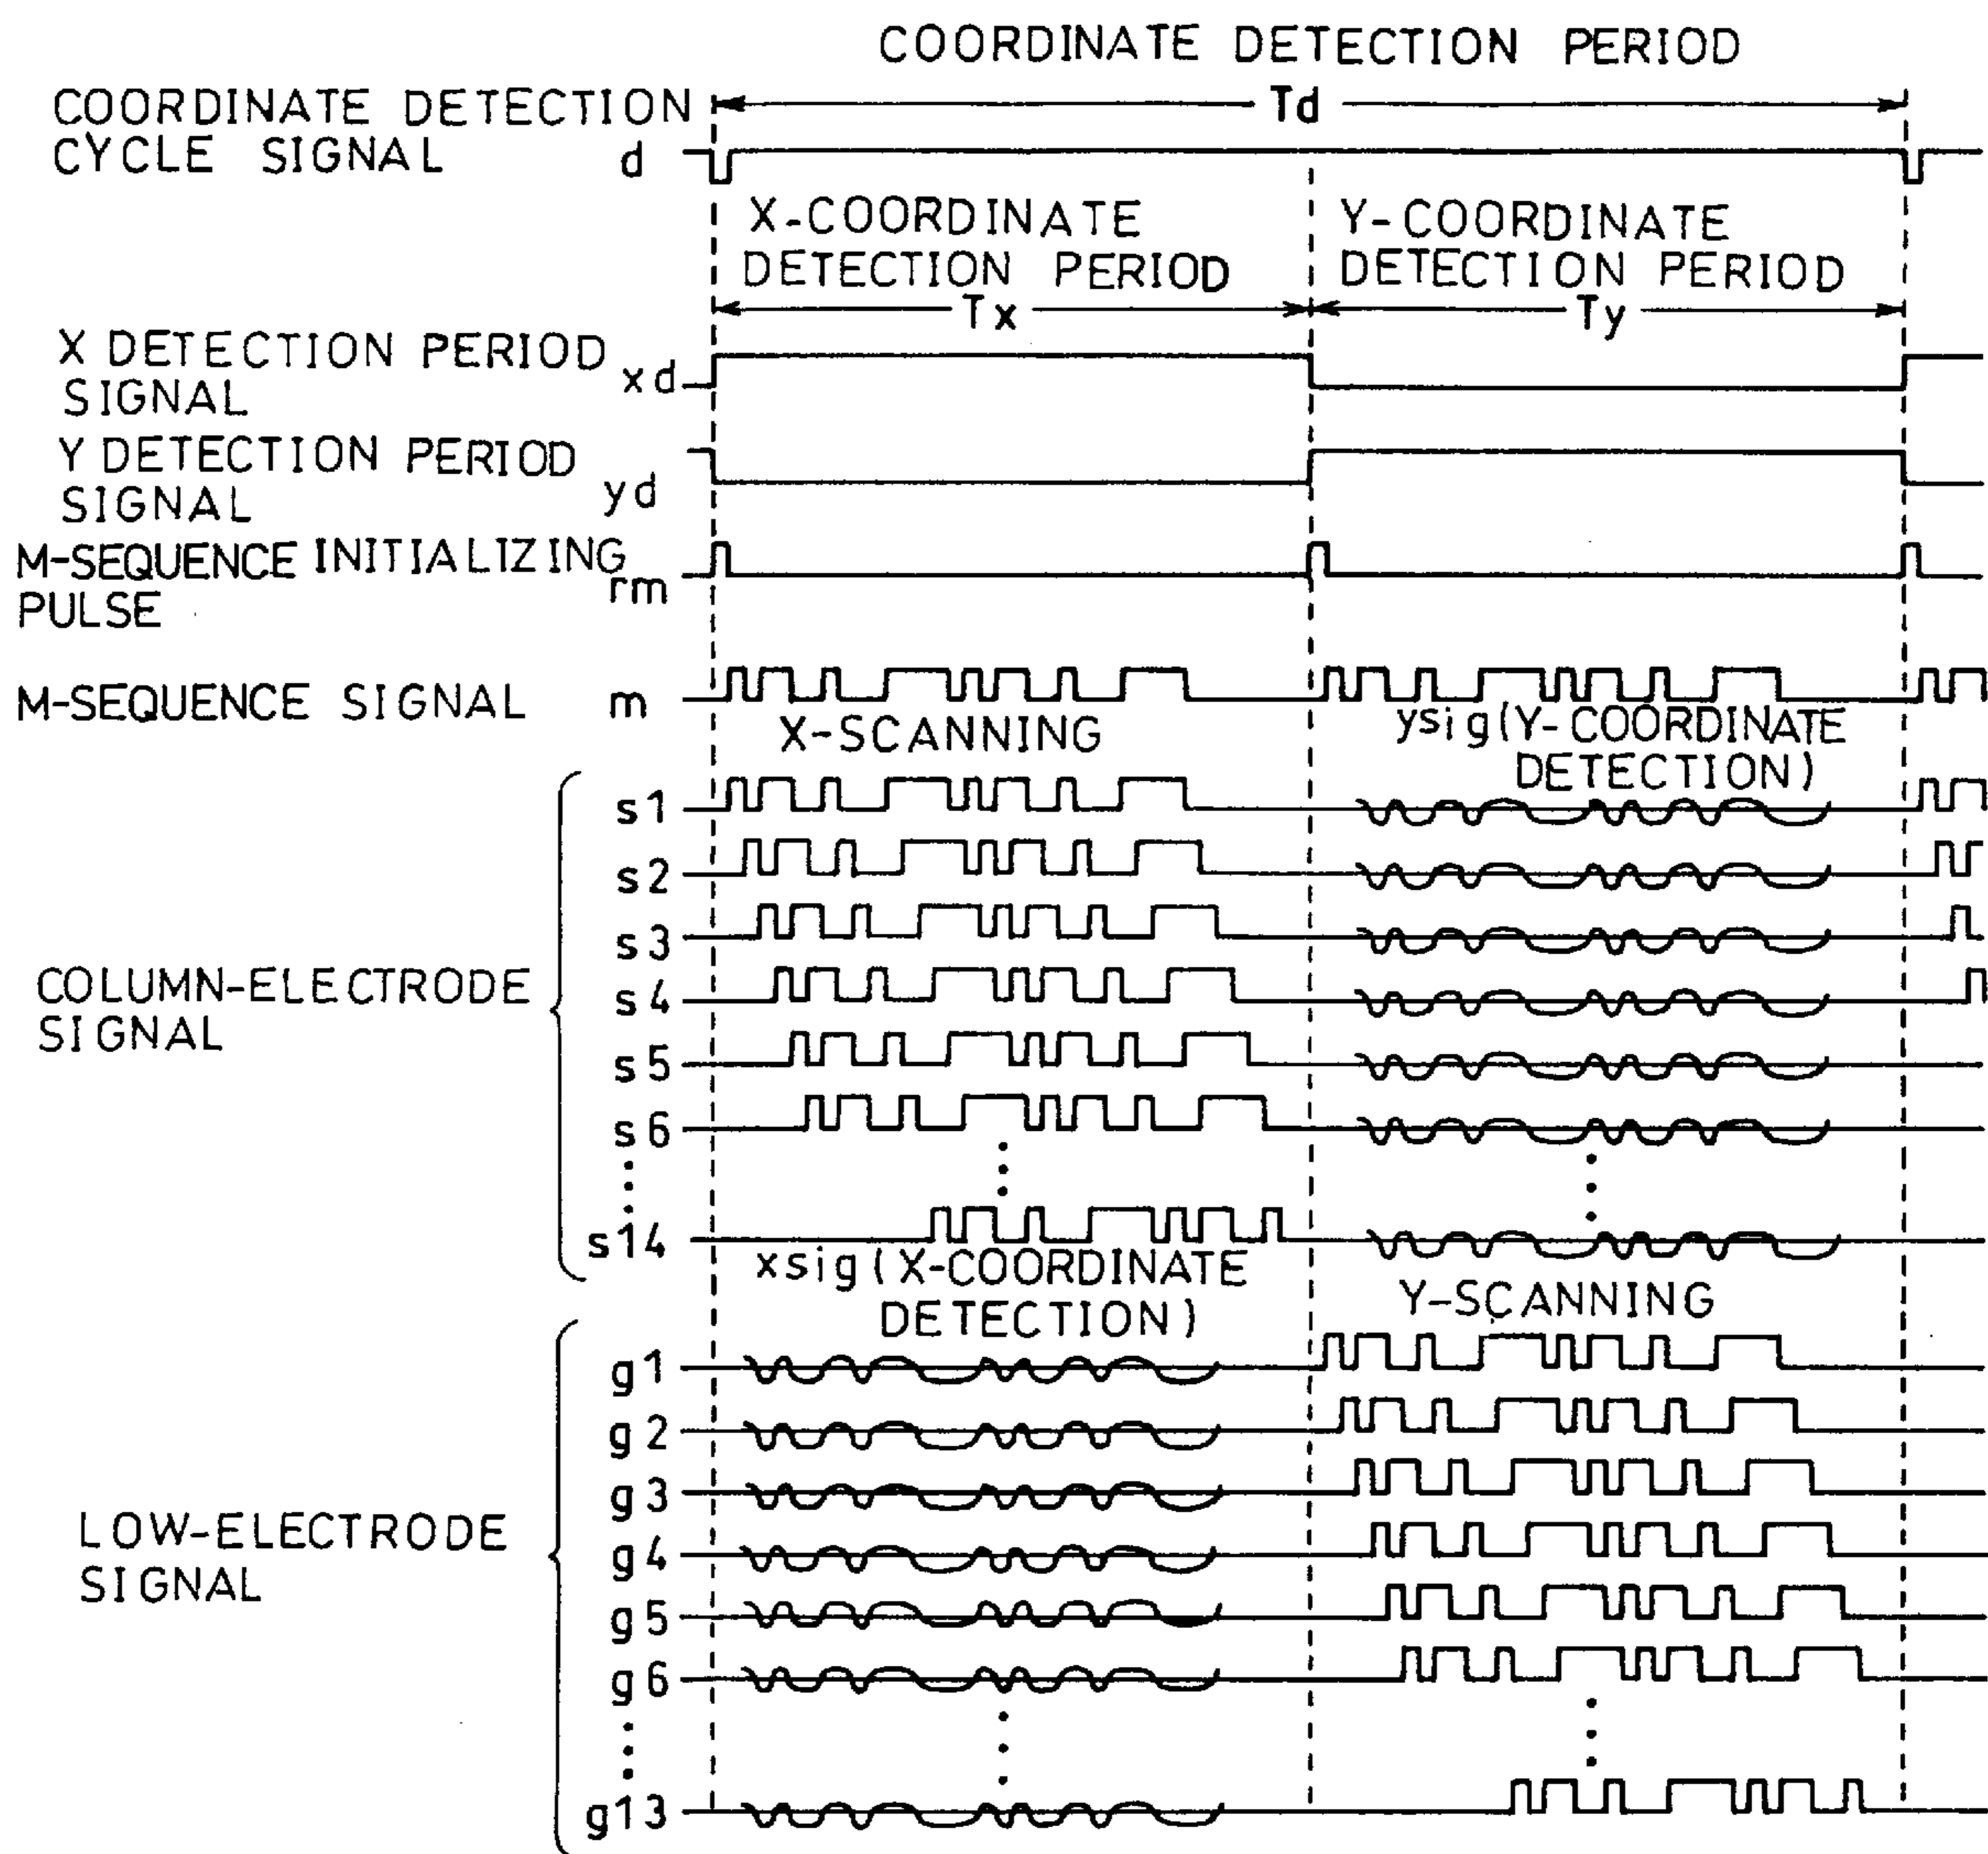 COORDINATE DETECTION PERIOD
COORDINATE DETECTION
CYCLE SIGNAL d
Td
X-COORDINATE
DETECTION PERIOD
Tx
Y-COORDINATE
DETECTION PERIOD
Ty
X DETECTION PERIOD
SIGNAL
xd
Y DETECTION PERIOD
SIGNAL
yd
M-SEQUENCE INITIALIZING
PULSE
rm
M-SEQUENCE SIGNAL m
X-SCANNING
ysig(Y-COORDINATE
DETECTION)
COLUMN-ELECTRODE
SIGNAL
s1
s2
s3
s4
s5
s6
s14
xsig(X-COORDINATE
DETECTION)
Y-SCANNING
LOW-ELECTRODE
SIGNAL
g1
g2
g3
g4
g5
g6
g13